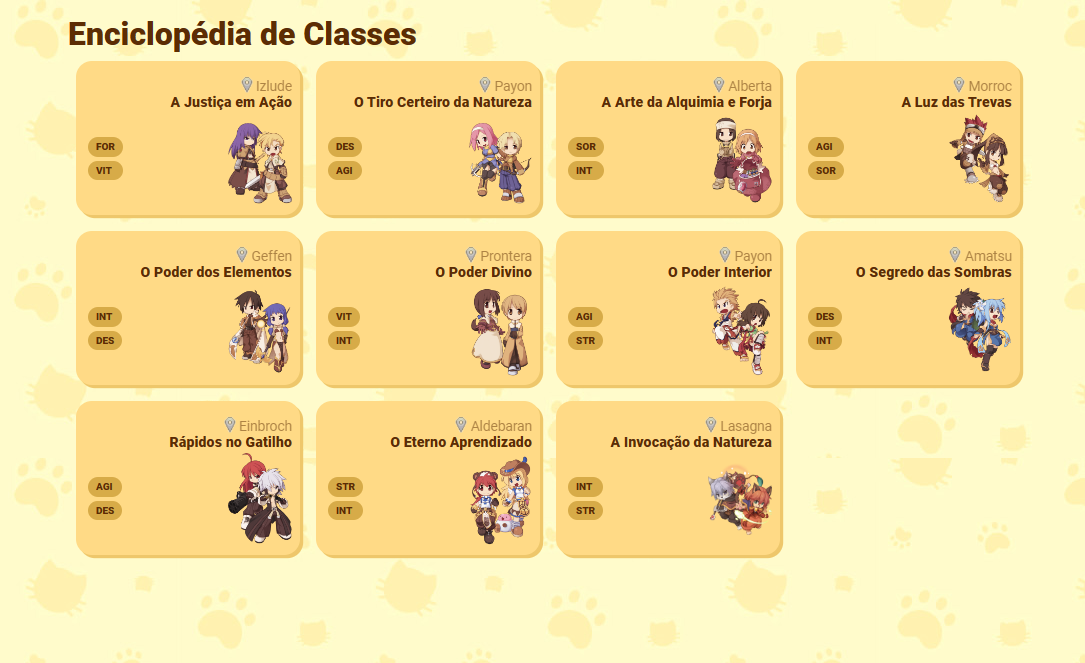 Enciclopédia de Classes
Izlude
A Justiça em Ação
FOR
VIT
Payon
O Tiro Certeiro da Natureza
DES
AGI
Alberta
A Arte da Alquimia e Forja
SOR
INT
Morroc
A Luz das Trevas
AGI
SOR
Geffen
O Poder dos Elementos
INT
DES
Prontera
O Poder Divino
VIT
INT
Payon
O Poder Interior
AGI
STR
Amatsu
O Segredo das Sombras
DES
INT
Einbroch
Rápidos no Gatilho
AGI
DES
Aldebaran
O Eterno Aprendizado
STR
INT
Lasagna
A Invocação da Natureza
INT
STR